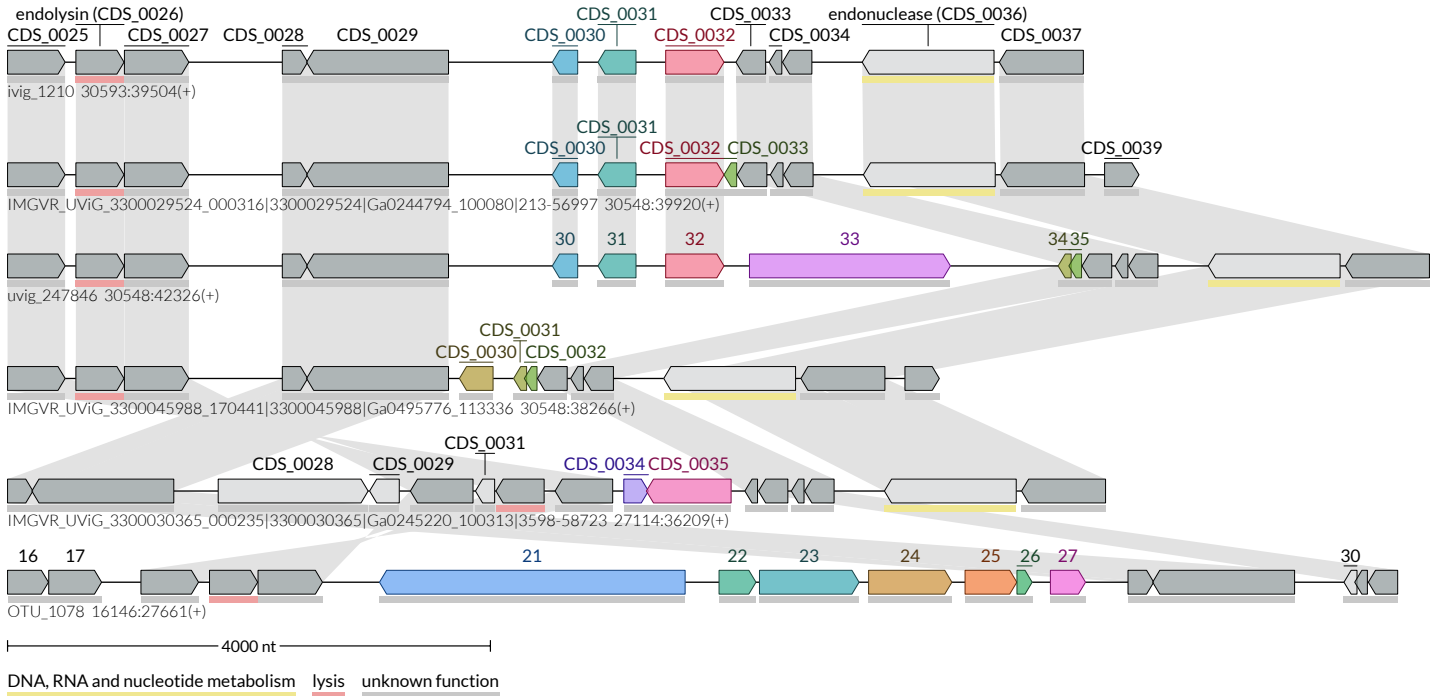 endolysin (CDS_0026) CDS_0031 CDS_0033 endonuclease (CDS_0036)
CDS_0025 CDS_0027 CDS_0028 CDS_0029 CDS_0030 CDS_0032 CDS_0034 CDS_0037
ivig_1210 30593:39504(+)
CDS_0031
CDS_0030 CDS_0032 CDS_0033 CDS_0039
IMGVR_UViG_3300029524_000316|3300029524|Ga0244794_100080|213-56997 30548:39920(+)
30 31 32 33 34 35
uvig_247846 30548:42326(+)
CDS_0031
CDS_0030 CDS_0032
IMGVR_UViG_3300045988_170441|3300045988|Ga0495776_113336 30548:38266(+)
CDS_0031
CDS_0028 CDS_0029 CDS_0034 CDS_0035
IMGVR_UViG_3300030365_000235|3300030365|Ga0245220_100313|3598-58723 27114:36209(+)
16 17 21 22 23 24 25 26 27 30
OTU_1078 16146:27661(+)
4000 nt
DNA, RNA and nucleotide metabolism lysis unknown function